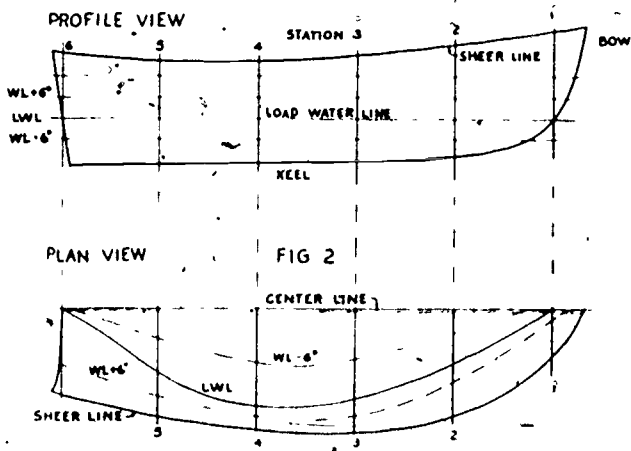 PROFILE VIEW
6 5 4 STATION 3 2 1
BOW
SHEER LINE
WL+6"
LWL
LOAD WATER LINE
WL-6"
KEEL
PLAN VIEW
FIG 2
CENTER LINE
WL-6"
WL+6"
LWL
SHEER LINE
5 4 3 2 1